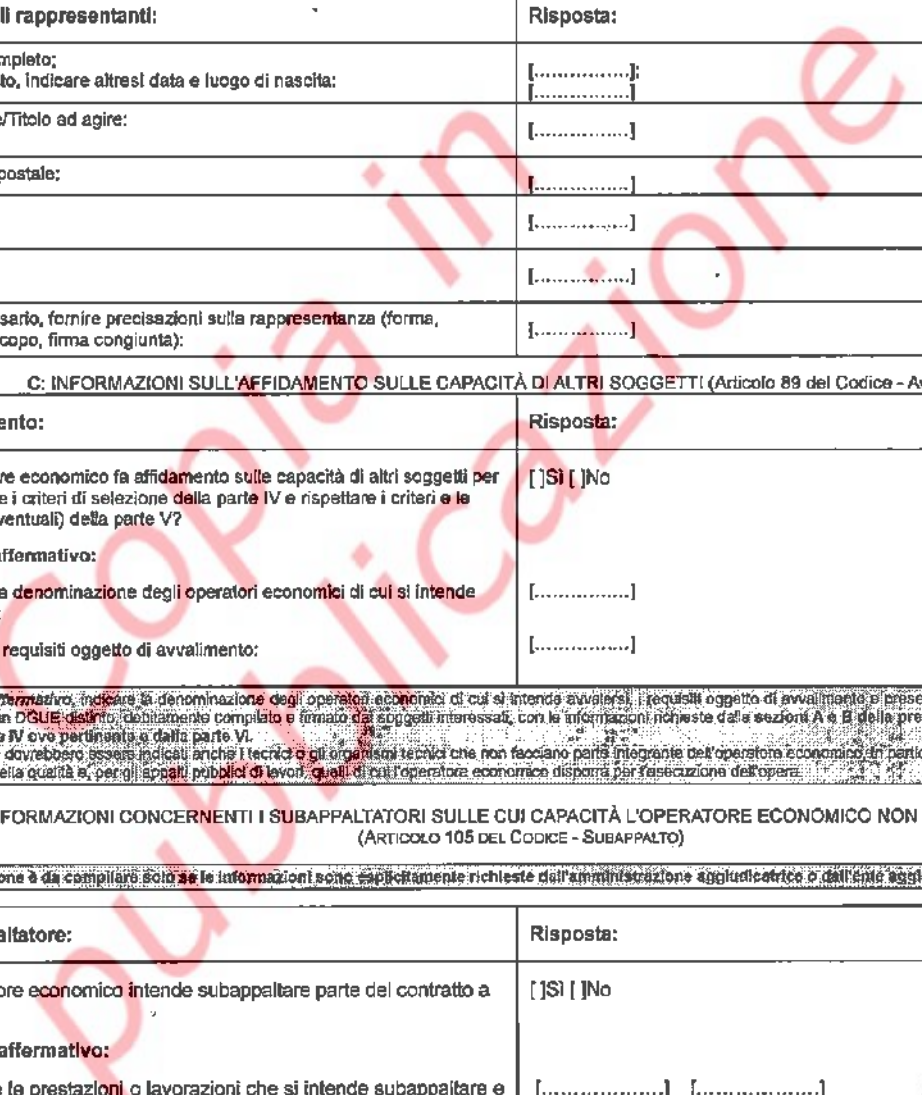 li rappresentanti:
Risposta:
mpleto;
to, indicare altresì data e luogo di nascita:
[...............];
[...............]
e/Titolo ad agire:
[...............]
postale:
[...............]
[...............]
[...............]
sario, fornire precisazioni sulla rappresentanza (forma,
copo, firma congiunta):
[...............]
C: INFORMAZIONI SULL'AFFIDAMENTO SULLE CAPACITÀ DI ALTRI SOGGETTI (Articolo 89 del Codice - Av
ento:
Risposta:
re economico fa affidamento sulle capacità di altri soggetti per
e i criteri di selezione della parte IV e rispettare i criteri e le
ventuali) della parte V?
[ ]Sì [ ]No
affermativo:
a denominazione degli operatori economici di cui si intende
[...............]
requisiti oggetto di avvalimento:
[...............]
ffermativo, indicare la denominazione degli operatori economici di cui si intende avvalersi, i requisiti oggetto di avvalimento e prese
un DGUE distinto, debitamente compilato e firmato dai soggetti interessati, con le informazioni richieste dalle sezioni A e B della pre
e IV ove pertinente e dalla parte VI.
dovrebbero essere indicati anche i tecnici o gli organismi tecnici che non facciano parte integrante dell'operatore economico, in partic
ella qualità e, per gli appalti pubblici di lavori, quelli di cui l'operatore economico disporrà per l'esecuzione dell'opera.
FORMAZIONI CONCERNENTI I SUBAPPALTATORI SULLE CUI CAPACITÀ L'OPERATORE ECONOMICO NON
(ARTICOLO 105 DEL CODICE - SUBAPPALTO)
one è da compilare solo se le informazioni sono esplicitamente richieste dall'amministrazione aggiudicatrice o dall'ente aggi
altatore:
Risposta:
ore economico intende subappaltare parte del contratto a
[ ]Sì [ ]No
affermativo:
e le prestazioni o lavorazioni che si intende subappaltare e
[..................] [..................]
Copia in
pubblicazione